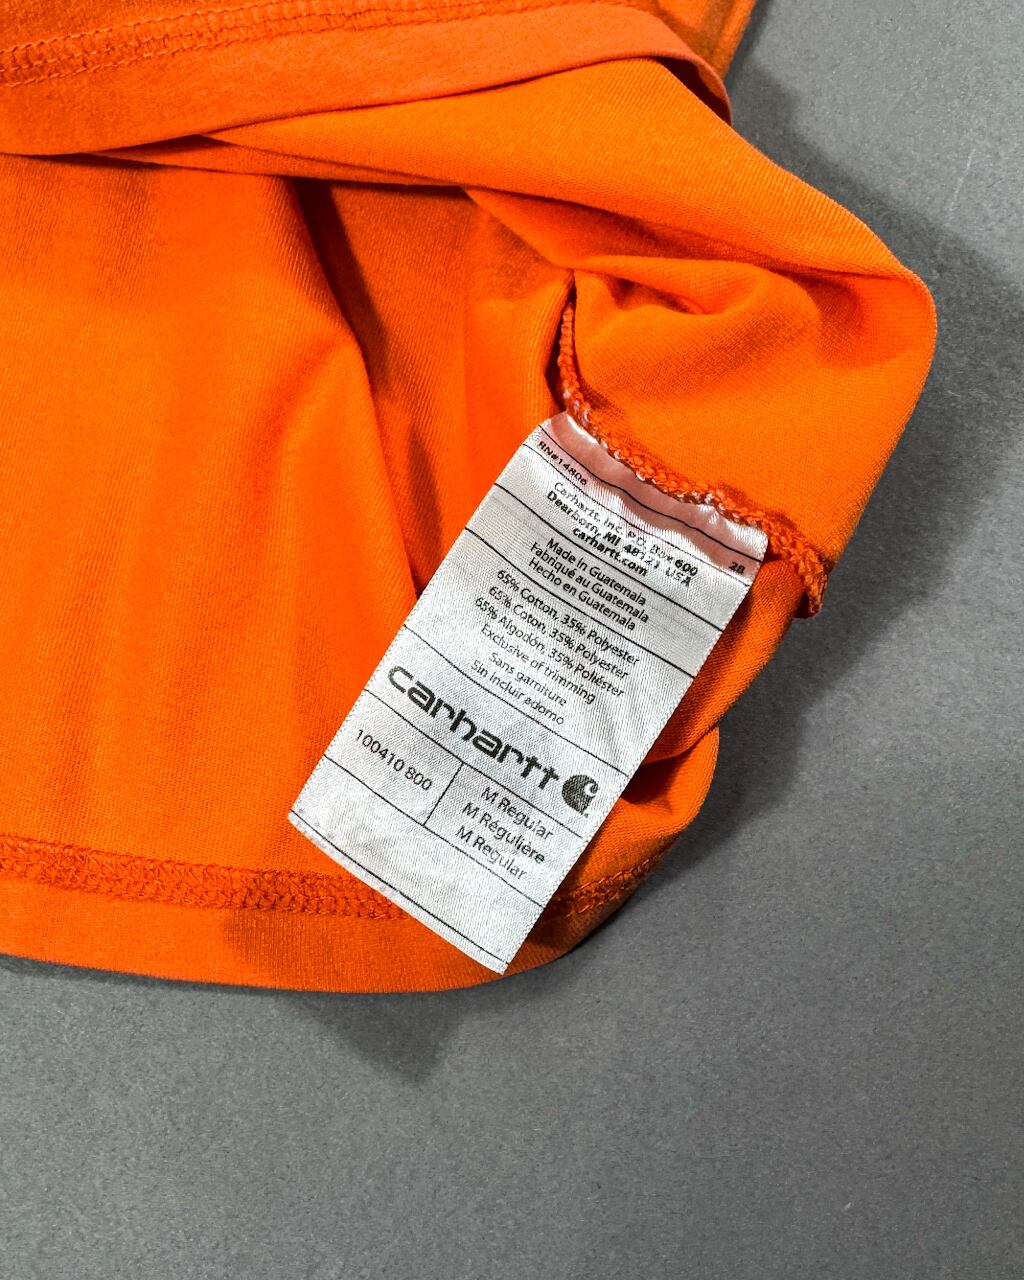 RN#14806
Carhartt, Inc. P.O. Box 600
Dearborn, MI 48121 USA
carhartt.com
28
Made in Guatemala
Fabriqué au Guatemala
Hecho en Guatemala
65% Cotton, 35% Polyester
65% Coton, 35% Polyester
65% Algodón, 35% Poliéster
Exclusive of trimming
Sans garniture
Sin incluir adorno
carhartt
100410 800
M Regular
M Régulière
M Regular